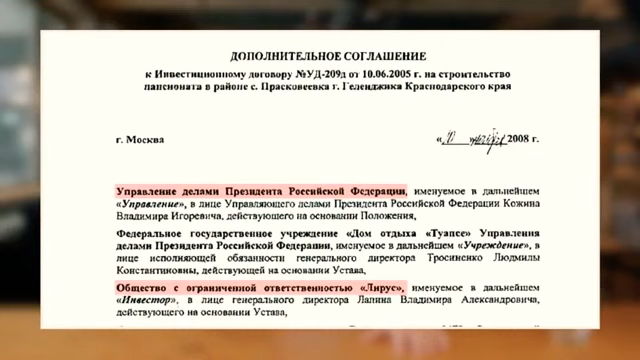 ДОПОЛНИТЕЛЬНОЕ СОГЛАШЕНИЕ
к Инвестиционному договору №УД-209д от 10.06.2005 г. на строительство
пансионата в районе с. Прасковеевка г. Геленджика Краснодарского края
г. Москва « 2008 г.
Управление делами Президента Российской Федерации, именуемое в дальнейшем
«Управление», в лице Управляющего делами Президента Российской Федерации Кожина
Владимира Игоревича, действующего на основании Положения,
Федеральное государственное учреждение «Дом отдыха «Туапсе» Управления
делами Президента Российской Федерации, именуемое в дальнейшем «Учреждение», в
лице исполняющей обязанности генерального директора Тросиненко Людмилы
Константиновны, действующей на основании Устава,
Общество с ограниченной ответственностью «Лирус», именуемое в дальнейшем
«Инвестор», в лице генерального директора Лапина Владимира Александровича,
действующего на основании Устава,